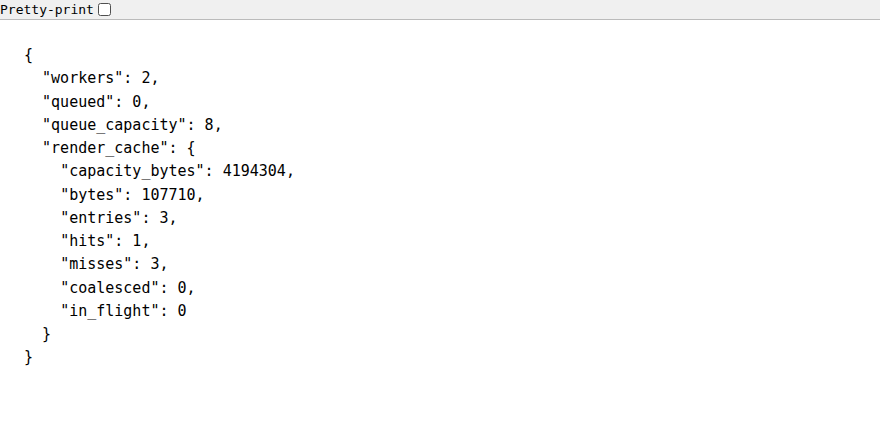 Pretty-print
{
  "workers": 2,
  "queued": 0,
  "queue_capacity": 8,
  "render_cache": {
    "capacity_bytes": 4194304,
    "bytes": 107710,
    "entries": 3,
    "hits": 1,
    "misses": 3,
    "coalesced": 0,
    "in_flight": 0
  }
}